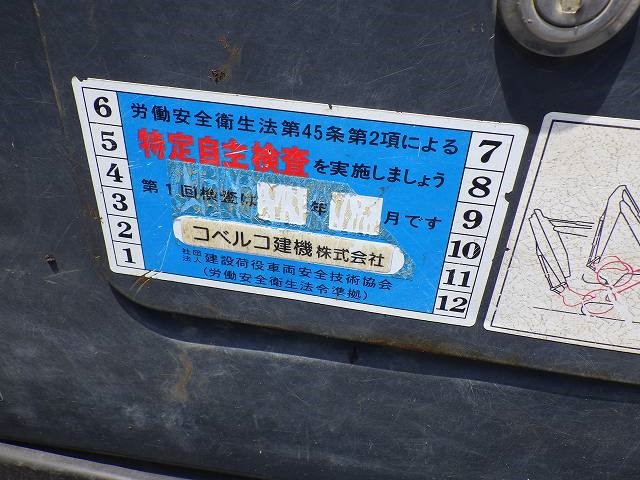 労働安全衛生法第45条第2項による
特定自主検査を実施しましょう
第1回検査は 年 月です
コベルコ建機株式会社
社団法人 建設荷役車両安全技術協会
(労働安全衛生法令準拠)
6
5
4
3
2
1
7
8
9
10
11
12